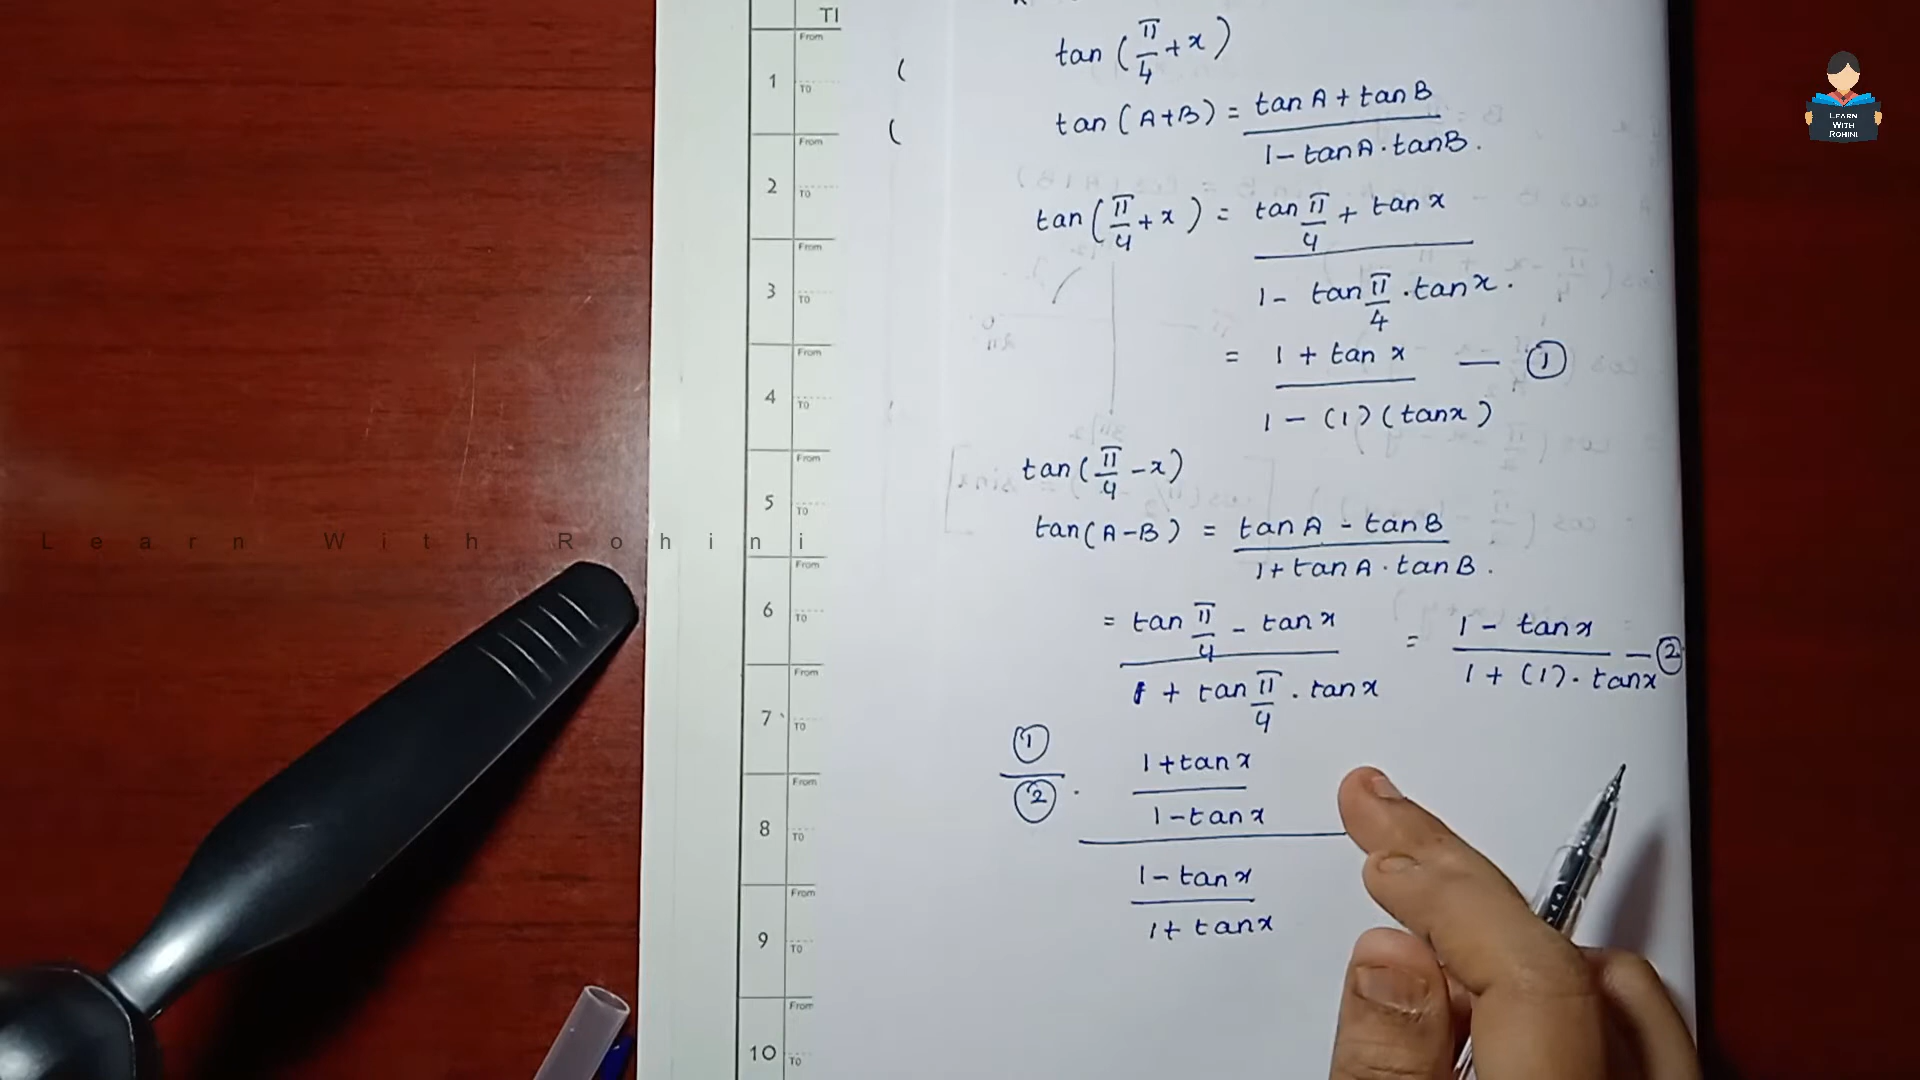 TI
From
1
TO
From
2
TO
From
3
TO
From
4
TO
From
5
TO
From
6
TO
From
7
TO
From
8
TO
From
9
TO
From
10
TO
(
(
tan (π/4 + x)
tan (A+B) = tan A + tan B / 1 - tan A · tan B.
tan (π/4 + x) = tan π/4 + tan x / 1 - tan π/4 · tan x.
= 1 + tan x / 1 - (1) (tan x) — ①
tan (π/4 - x)
tan (A-B) = tan A - tan B / 1 + tan A · tan B.
= tan π/4 - tan x / 1 + tan π/4 · tan x = 1 - tan x / 1 + (1) · tan x — ②
① / ② ·
1 + tan x
1 - tan x
1 - tan x
1 + tan x
Learn With Rohini
LEARN
WITH
ROHINI